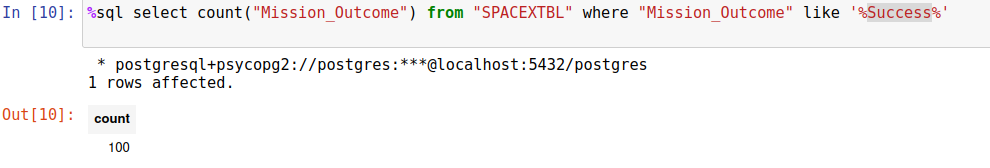 In [10]: %sql select count("Mission_Outcome") from "SPACEXTBL" where "Mission_Outcome" like '%Success%'
* postgresql+psycopg2://postgres:***@localhost:5432/postgres
1 rows affected.
Out[10]: count
100